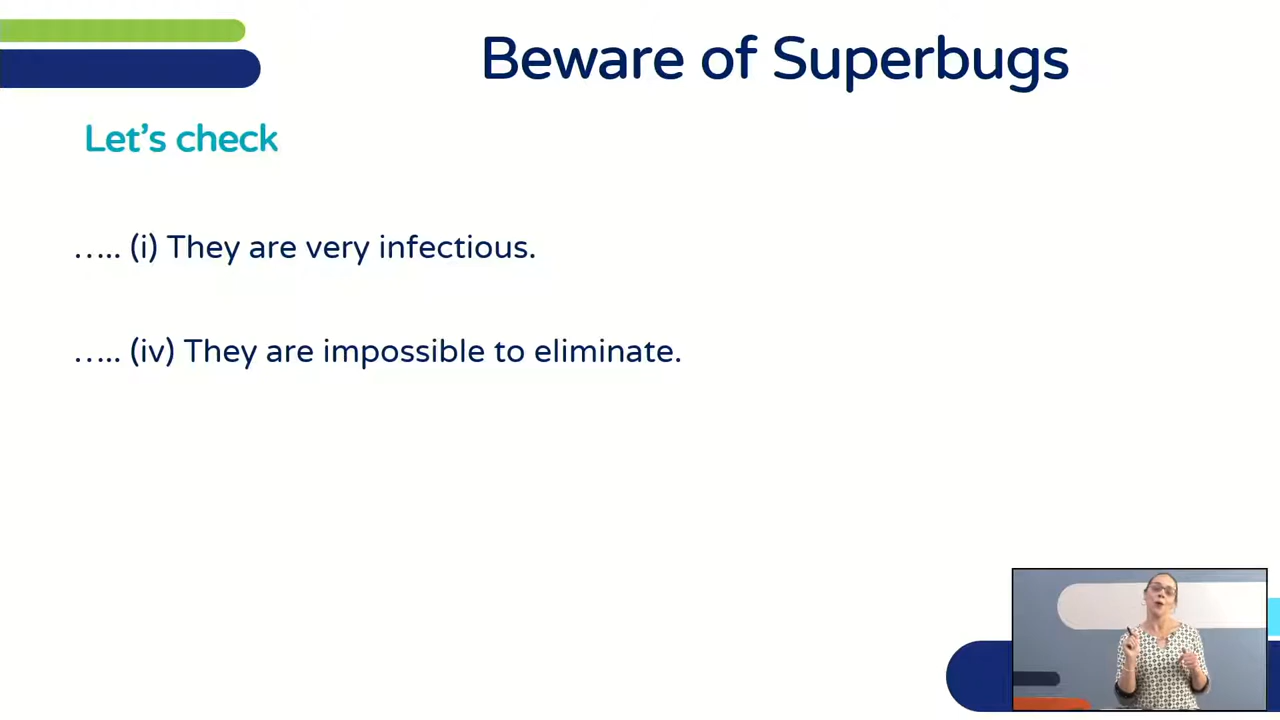 Beware of Superbugs
Let’s check
….. (i) They are very infectious.
….. (iv) They are impossible to eliminate.